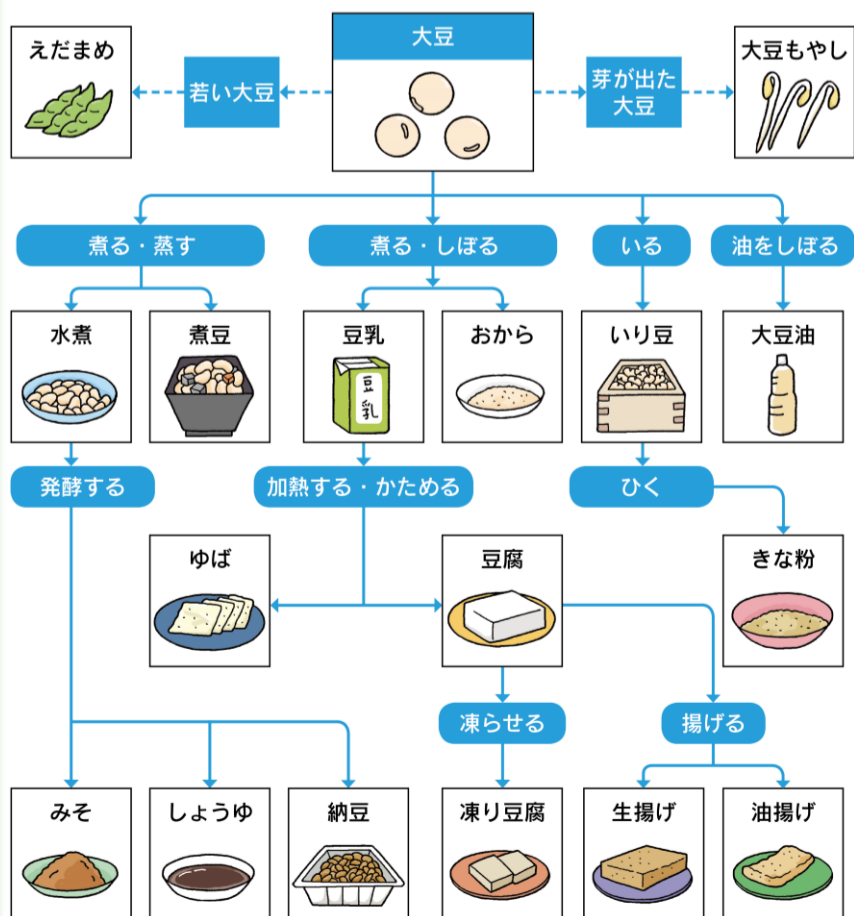 大豆
えだまめ
若い大豆
芽が出た
大豆
大豆もやし
煮る・蒸す
煮る・しぼる
いる
油をしぼる
水煮
煮豆
豆乳
豆
乳
おから
いり豆
大豆油
発酵する
加熱する・かためる
ひく
ゆば
豆腐
きな粉
凍らせる
揚げる
みそ
しょうゆ
納豆
凍り豆腐
生揚げ
油揚げ